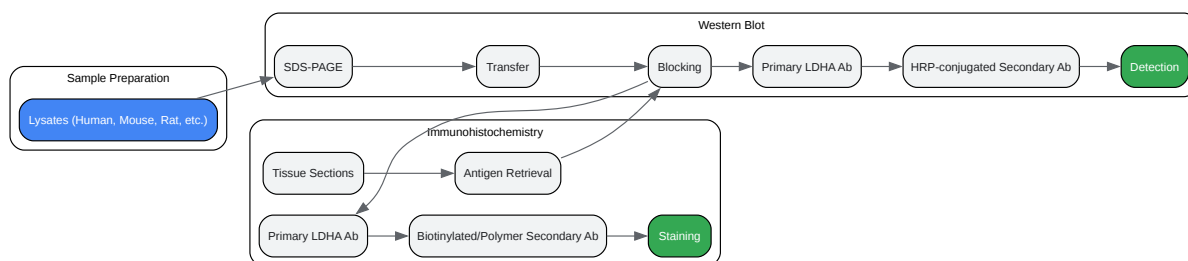 Western Blot
SDS-PAGE
Transfer
Blocking
Primary LDHA Ab
HRP-conjugated Secondary Ab
Detection
Sample Preparation
Lysates (Human, Mouse, Rat, etc.)
Immunohistochemistry
Tissue Sections
Antigen Retrieval
Primary LDHA Ab
Biotinylated/Polymer Secondary Ab
Staining